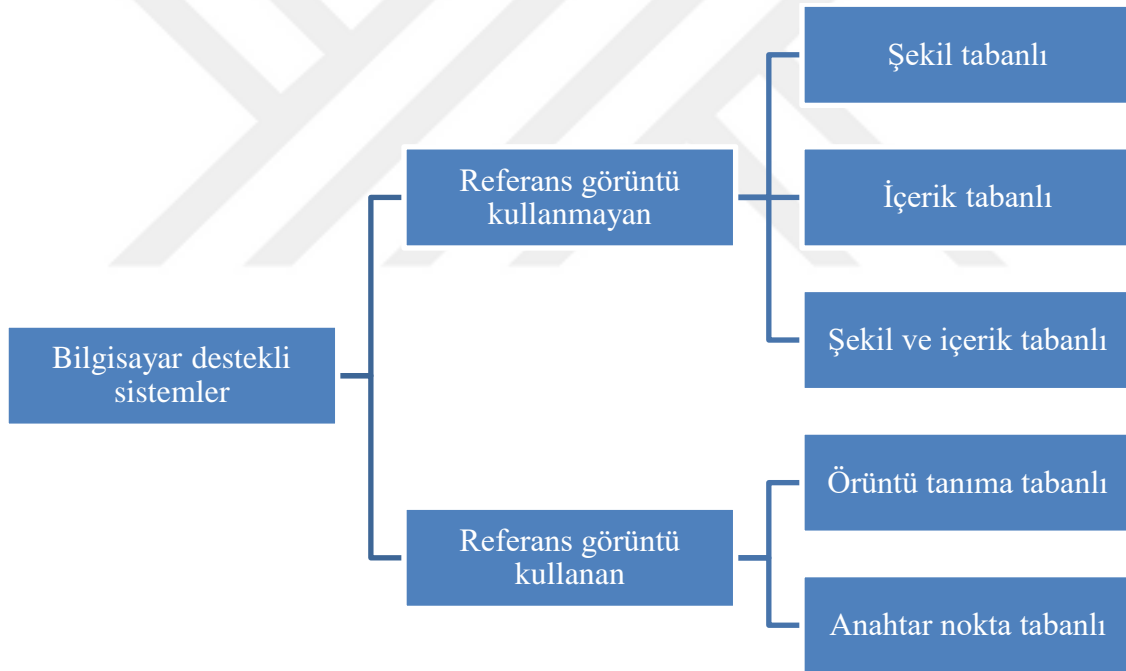 Şekil tabanlı
Referans görüntü
kullanmayan
İçerik tabanlı
Şekil ve içerik tabanlı
Bilgisayar destekli
sistemler
Örüntü tanıma tabanlı
Referans görüntü
kullanan
Anahtar nokta tabanlı